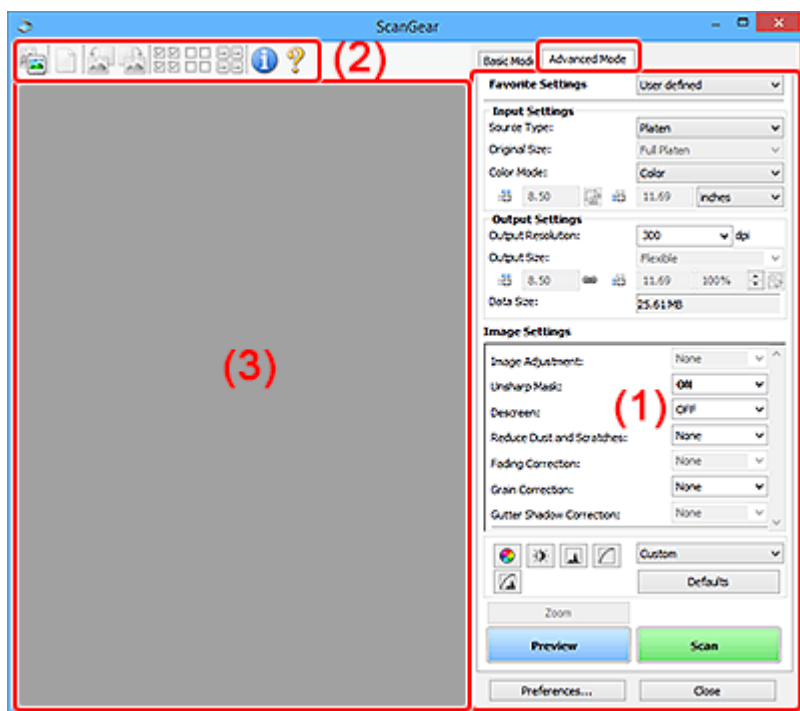 ScanGear
(2)
Basic Mode Advanced Mode
Favorite Settings User defined
Input Settings
Source Type: Platen
Original Size: Full Platen
Color Mode: Color
8.50 11.69 inches
Output Settings
Output Resolution: 300 dpi
Output Size: Flexible
8.50 11.69 100%
Data Size: 25.61MB
Image Settings
(3)
Image Adjustment: None
Unsharp Mask: ON
(1)
Descreen: OFF
Reduce Dust and Scratches: None
Fading Correction: None
Grain Correction: None
Gutter Shadow Correction: None
Custom
Defaults
Zoom
Preview Scan
Preferences... Close